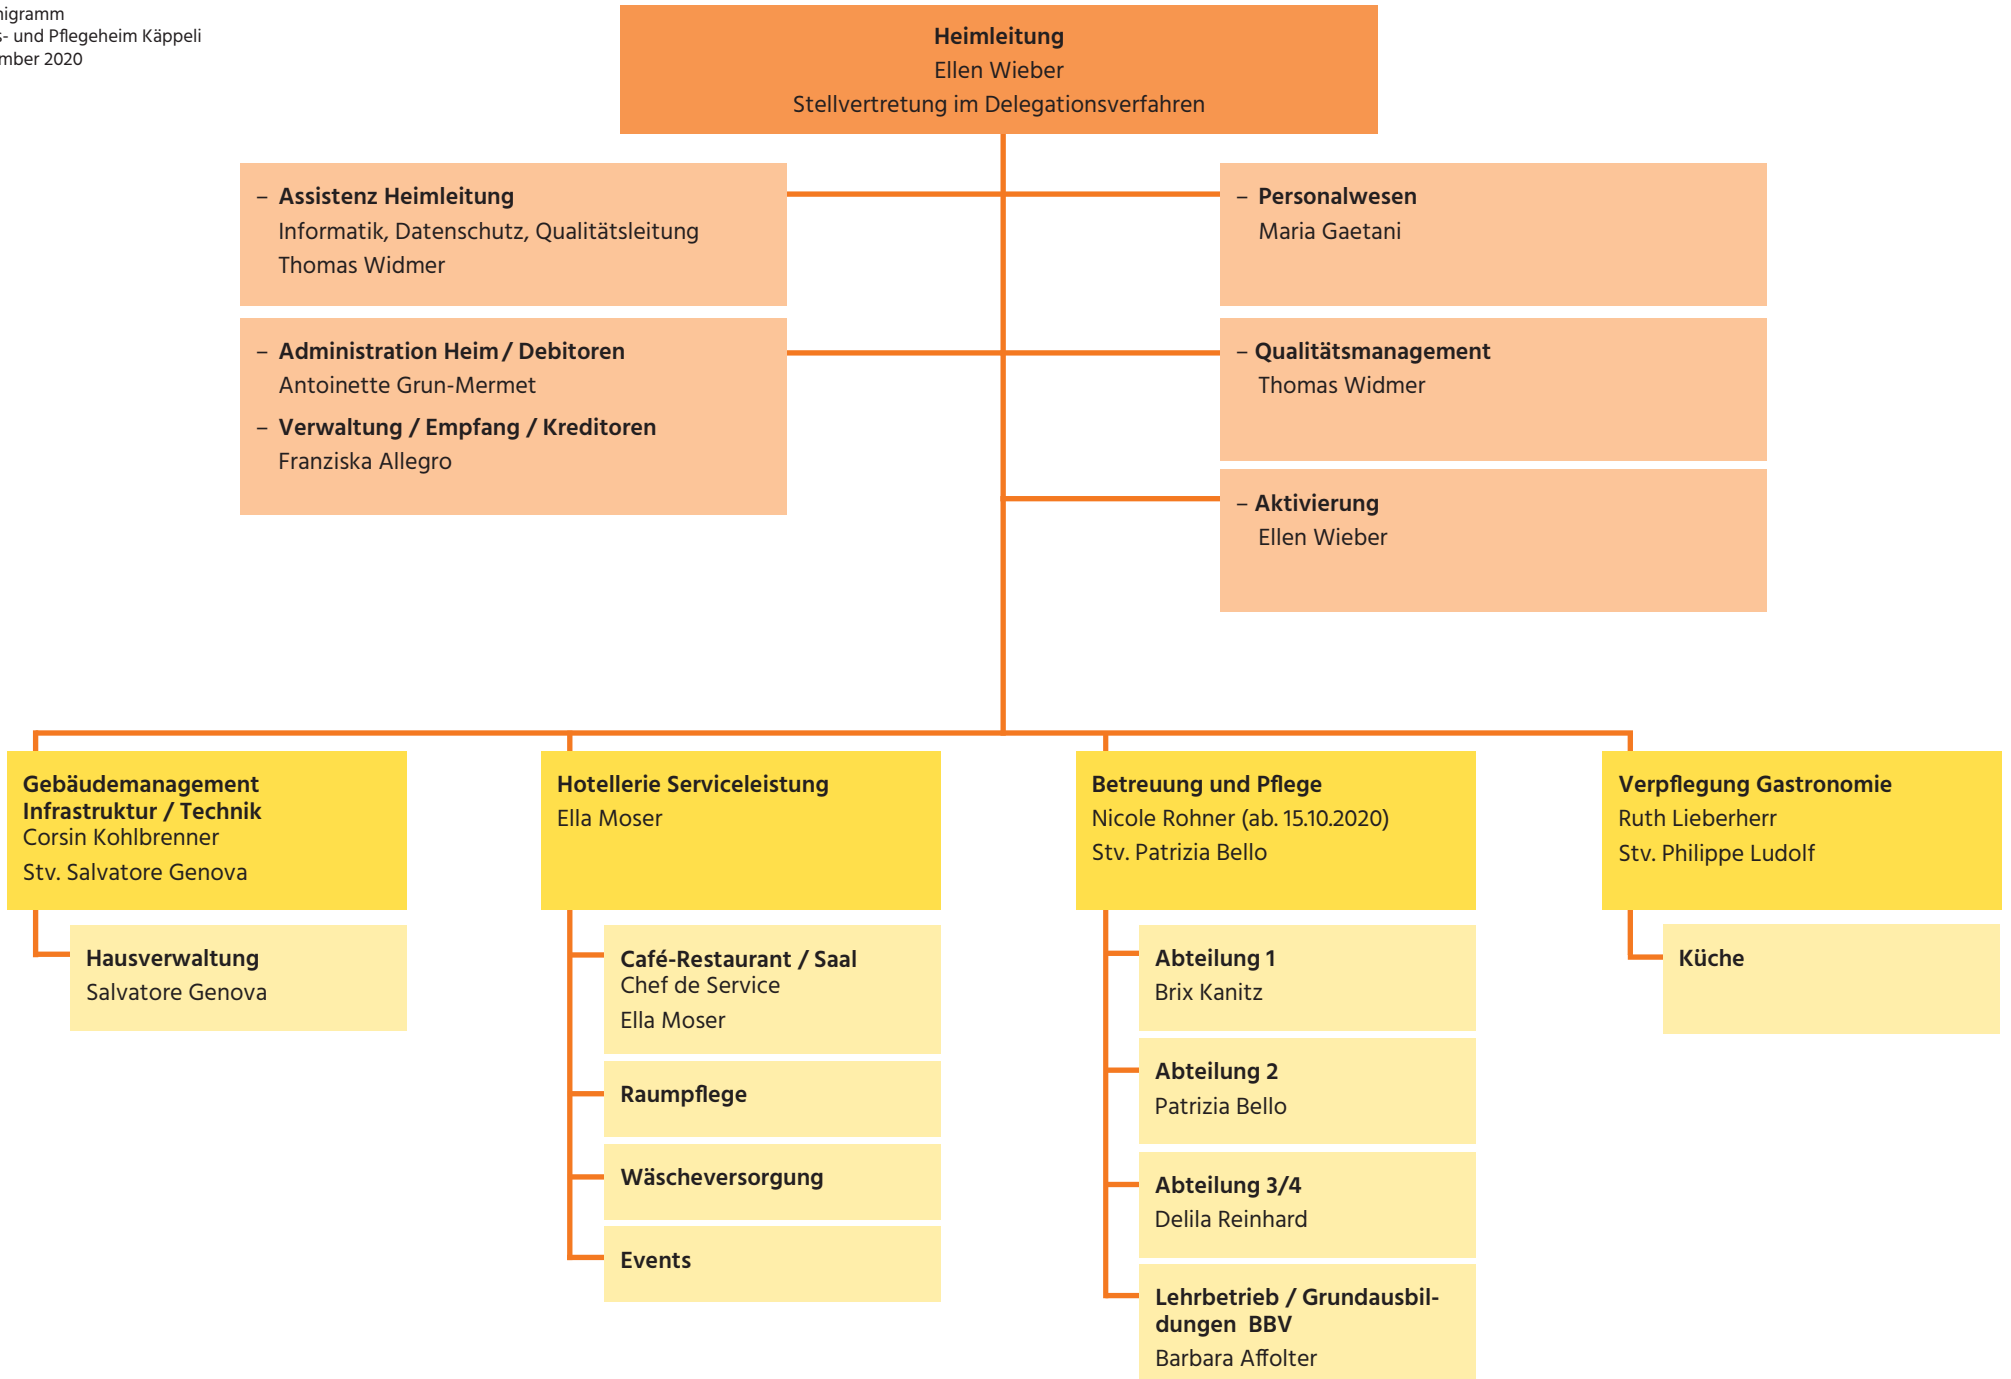 und Pflegeheim Käppeli
2020
Heimleitung
Ellen Wieber
Stellvertretung im Delegationsverfahren
– Assistenz Heimleitung
Informatik, Datenschutz, Qualitätsleitung
Thomas Widmer
– Personalwesen
Maria Gaetani
– Administration Heim / Debitoren
Antoinette Grun-Mermet
– Verwaltung / Empfang / Kreditoren
Franziska Allegro
– Qualitätsmanagement
Thomas Widmer
– Aktivierung
Ellen Wieber
Gebäudemanagement
Infrastruktur / Technik
Corsin Kohlbrenner
Stv. Salvatore Genova
Hausverwaltung
Salvatore Genova
Hotellerie Serviceleistung
Ella Moser
Café-Restaurant / Saal
Chef de Service
Ella Moser
Raumpflege
Wäscheversorgung
Events
Betreuung und Pflege
Nicole Rohner (ab. 15.10.2020)
Stv. Patrizia Bello
Abteilung 1
Brix Kanitz
Abteilung 2
Patrizia Bello
Abteilung 3/4
Delila Reinhard
Lehrbetrieb / Grundausbil-
dungen BBV
Barbara Affolter
Verpflegung Gastronomie
Ruth Lieberherr
Stv. Philippe Ludolf
Küche